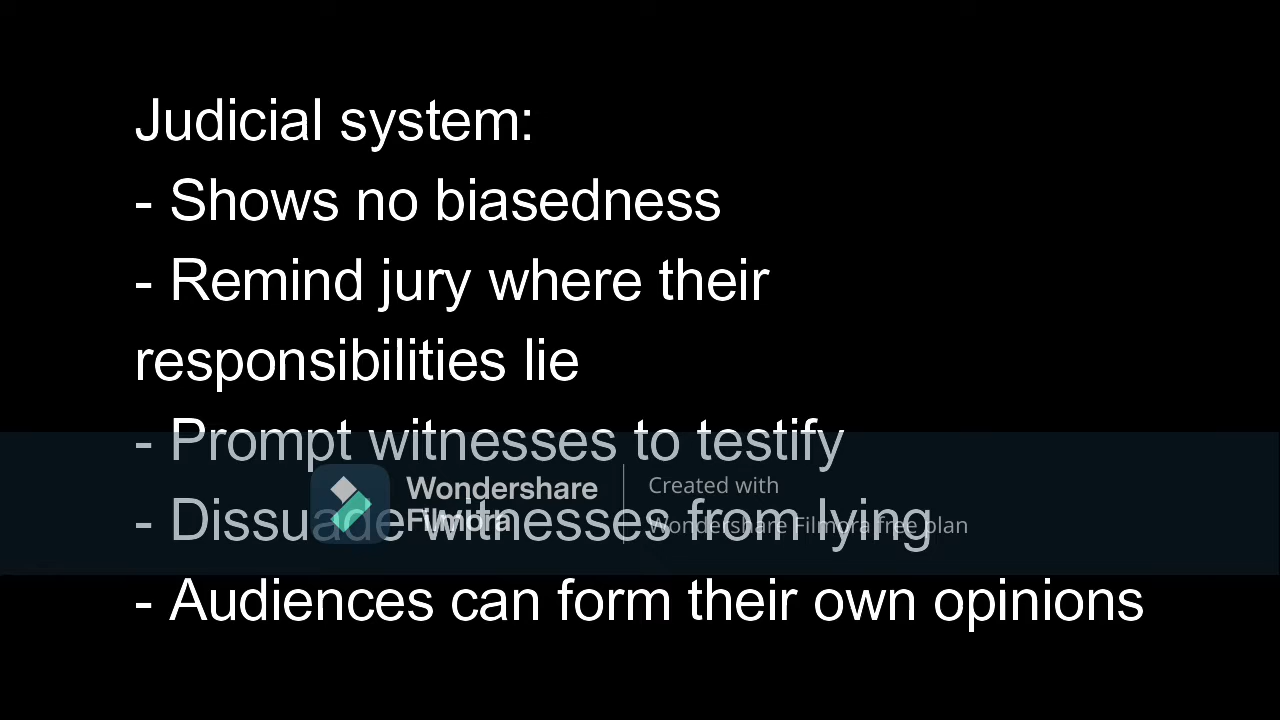 Judicial system:
- Shows no biasedness
- Remind jury where their
responsibilities lie
- Prompt witnesses to testify
Wondershare
Filmora
Created with
Wondershare Filmora free plan
- Dissuade witnesses from lying
- Audiences can form their own opinions